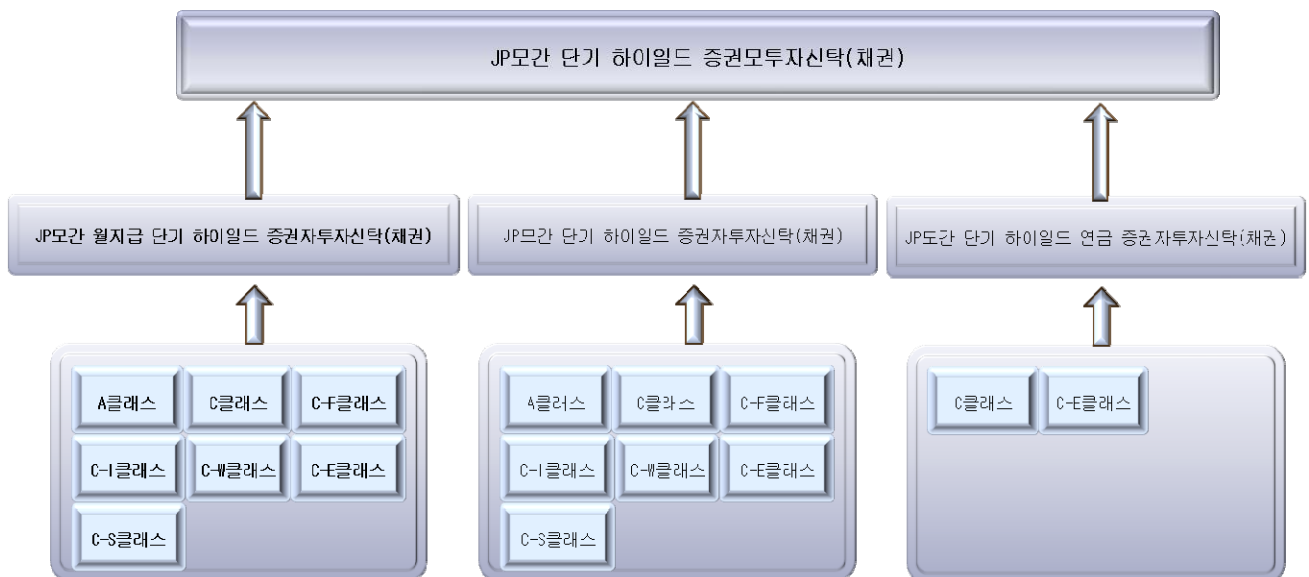 JP모간 단기 하이일드 증권모투자신탁(채권)
JP모간 월지급 단기 하이일드 증권자투자신탁(채권)
JP모간 단기 하이일드 증권자투자신탁(채권)
JP모간 단기 하이일드 연금 증권자투자신탁(채권)
A클래스 C클래스 C-F클래스
C-I클래스 C-W클래스 C-E클래스
C-S클래스
A클래스 C클래스 C-F클래스
C-I클래스 C-W클래스 C-E클래스
C-S클래스
C클래스 C-E클래스